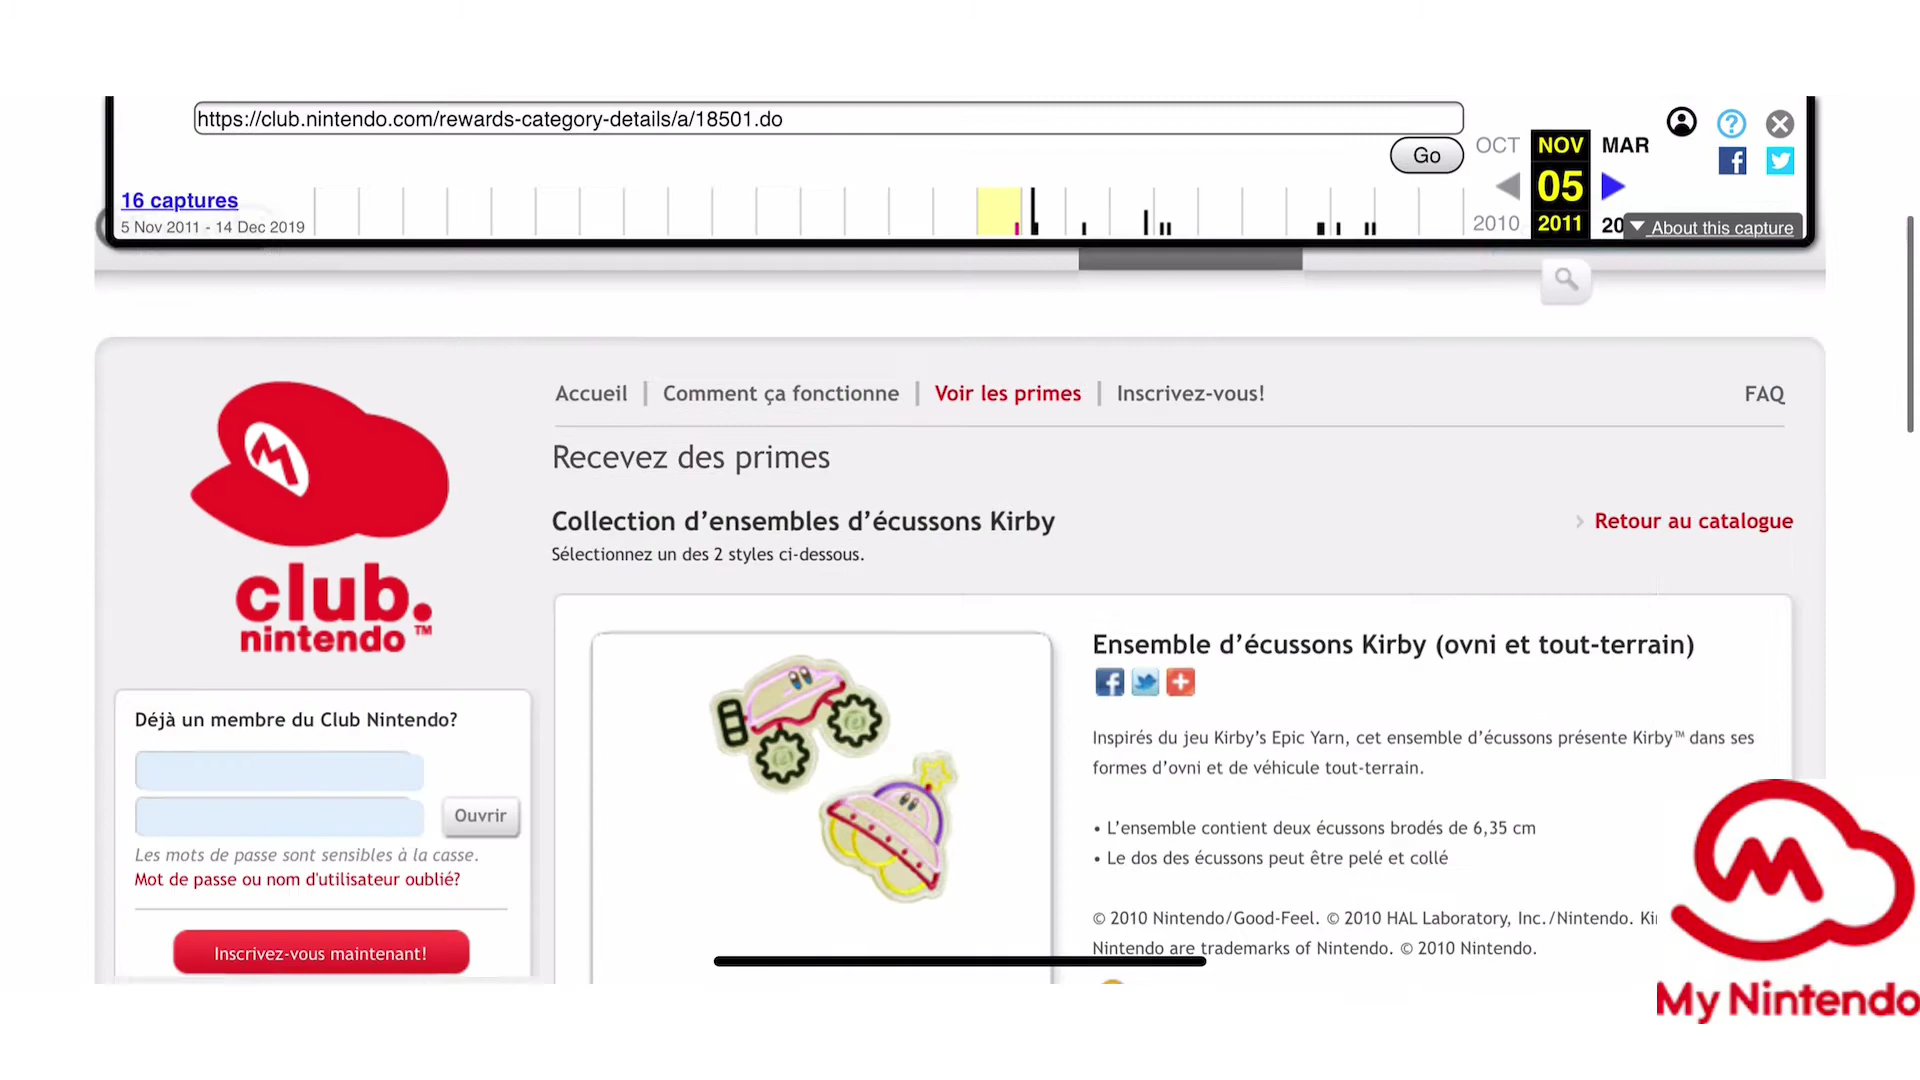 https://club.nintendo.com/rewards-category-details/a/18501.do
Go
OCT NOV MAR
05
2010 2011 20
16 captures
5 Nov 2011 - 14 Dec 2019
About this capture
Accueil | Comment ça fonctionne | Voir les primes | Inscrivez-vous!
FAQ
Recevez des primes
Collection d’ensembles d’écussons Kirby
Retour au catalogue
Sélectionnez un des 2 styles ci-dessous.
club.
nintendo™
Déjà un membre du Club Nintendo?
Ouvrir
Les mots de passe sont sensibles à la casse.
Mot de passe ou nom d'utilisateur oublié?
Inscrivez-vous maintenant!
Ensemble d’écussons Kirby (ovni et tout-terrain)
Inspirés du jeu Kirby’s Epic Yarn, cet ensemble d’écussons présente Kirby™ dans ses
formes d’ovni et de véhicule tout-terrain.
• L’ensemble contient deux écussons brodés de 6,35 cm
• Le dos des écussons peut être pelé et collé
© 2010 Nintendo/Good-Feel. © 2010 HAL Laboratory, Inc./Nintendo.
Nintendo are trademarks of Nintendo. © 2010 Nintendo.
My Nintendo